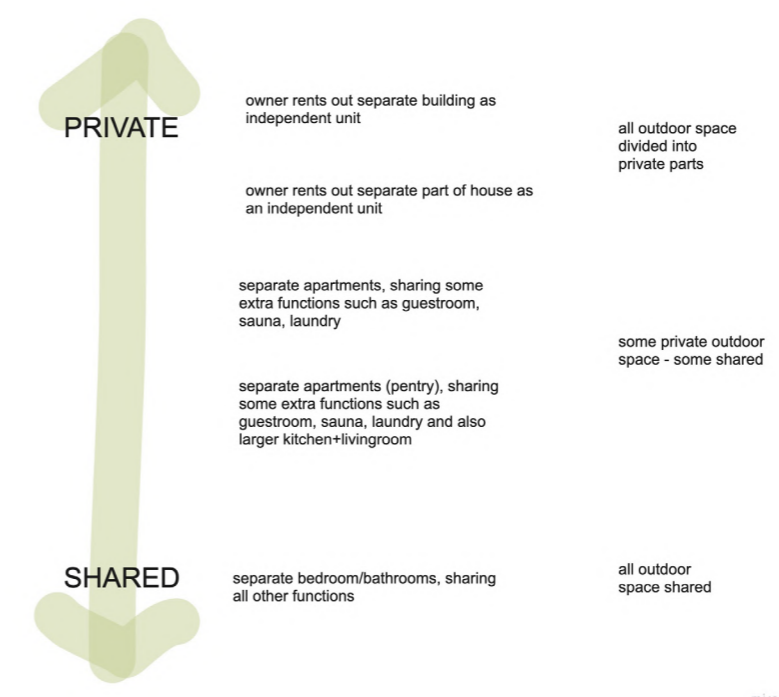 PRIVATE
owner rents out separate building as
independent unit
all outdoor space
divided into
private parts
owner rents out separate part of house as
an independent unit
separate apartments, sharing some
extra functions such as guestroom,
sauna, laundry
some private outdoor
space - some shared
separate apartments (pentry), sharing
some extra functions such as
guestroom, sauna, laundry and also
larger kitchen+livingroom
SHARED
separate bedroom/bathrooms, sharing
all other functions
all outdoor
space shared